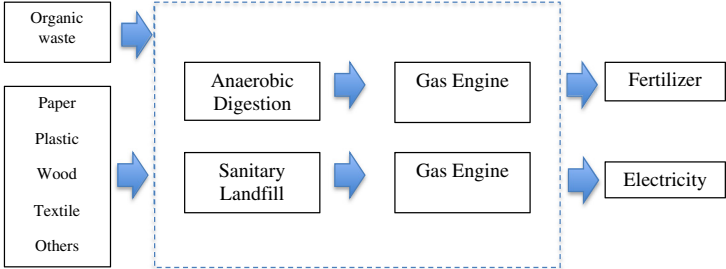 Organic
waste
Paper
Plastic
Wood
Textile
Others
Anaerobic
Digestion
Gas Engine
Fertilizer
Sanitary
Landfill
Gas Engine
Electricity